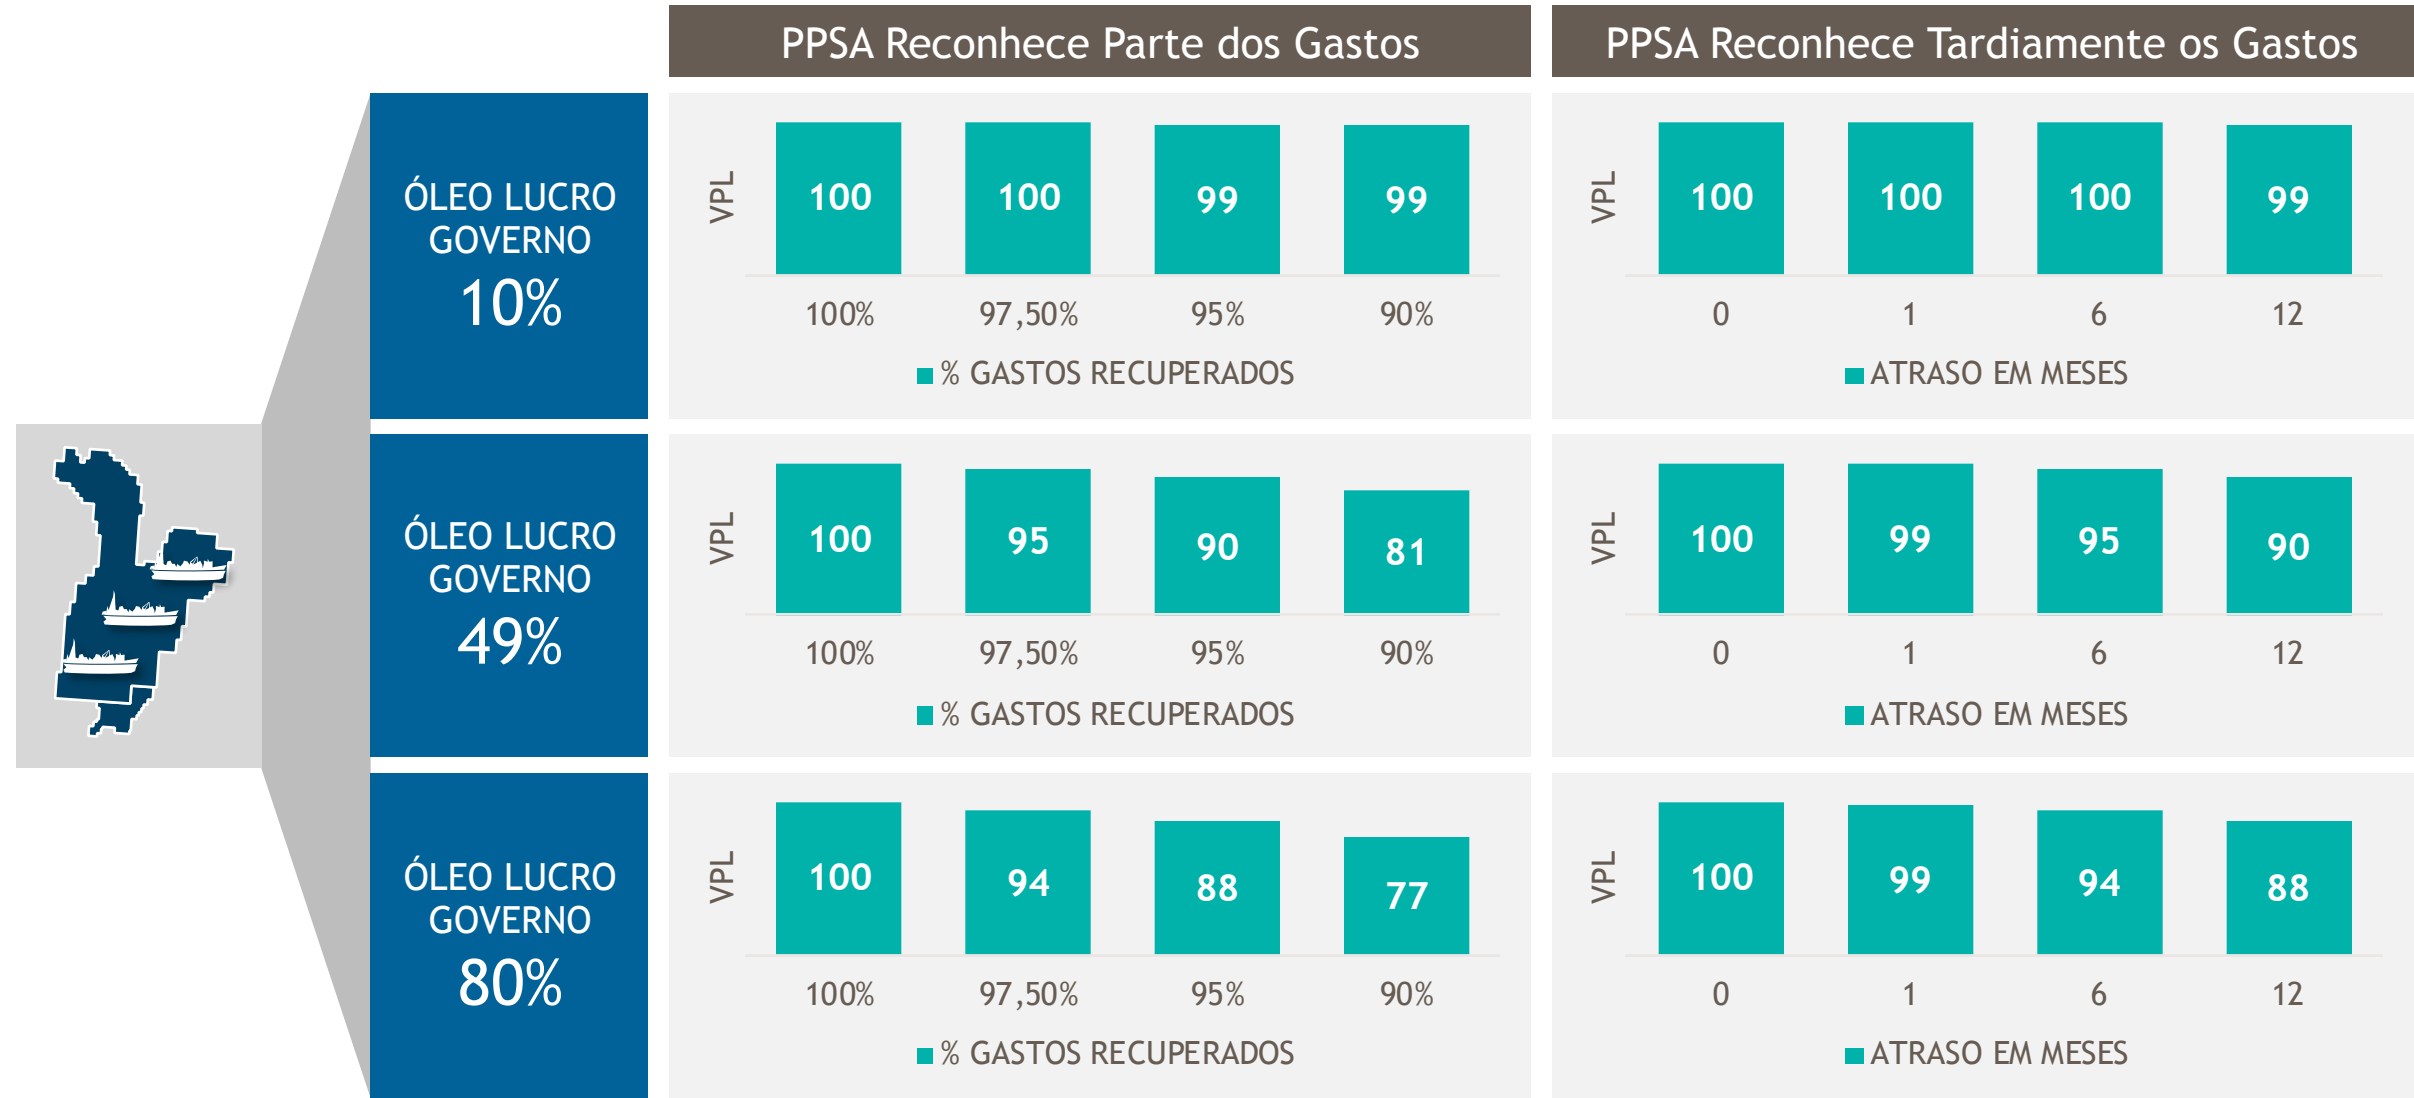 PPSA Reconhece Parte dos Gastos
PPSA Reconhece Tardiamente os Gastos
ÓLEO LUCRO
GOVERNO
10%
VPL
100 100 99 99
100% 97,50% 95% 90%
% GASTOS RECUPERADOS
VPL
100 100 100 99
0 1 6 12
ATRASO EM MESES
ÓLEO LUCRO
GOVERNO
49%
VPL
100 95 90 81
100% 97,50% 95% 90%
% GASTOS RECUPERADOS
VPL
100 99 95 90
0 1 6 12
ATRASO EM MESES
ÓLEO LUCRO
GOVERNO
80%
VPL
100 94 88 77
100% 97,50% 95% 90%
% GASTOS RECUPERADOS
VPL
100 99 94 88
0 1 6 12
ATRASO EM MESES